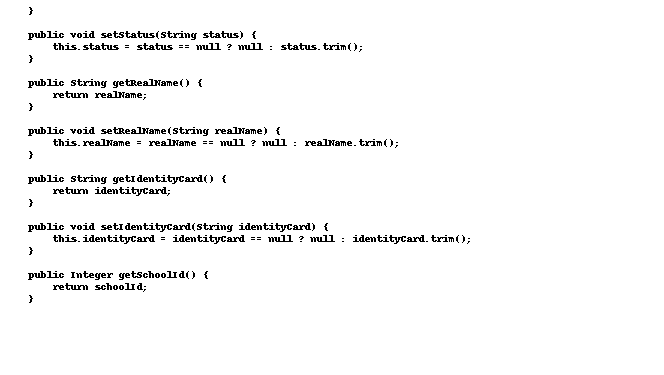 }
public void setStatus(String status) {
this.status = status == null ? null : status.trim();
}
public String getRealName() {
return realName;
}
public void setRealName(String realName) {
this.realName = realName == null ? null : realName.trim();
}
public String getIdentityCard() {
return identityCard;
}
public void setIdentityCard(String identityCard) {
this.identityCard = identityCard == null ? null : identityCard.trim();
}
public Integer getSchoolId() {
return schoolId;
}